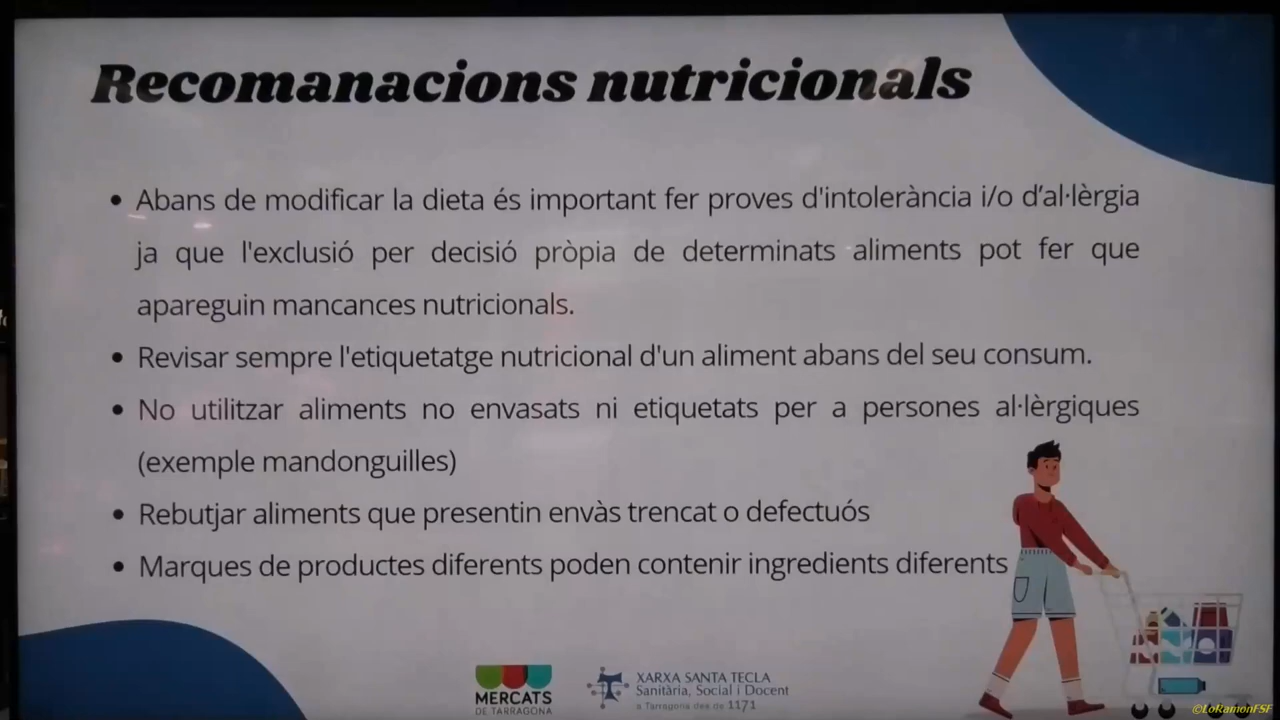 Recomanacions nutricionals
• Abans de modificar la dieta és important fer proves d'intolerància i/o d’al·lèrgia
ja que l'exclusió per decisió pròpia de determinats aliments pot fer que
apareguin mancances nutricionals.
• Revisar sempre l'etiquetatge nutricional d'un aliment abans del seu consum.
• No utilitzar aliments no envasats ni etiquetats per a persones al·lèrgiques
(exemple mandonguilles)
• Rebutjar aliments que presentin envàs trencat o defectuós
• Marques de productes diferents poden contenir ingredients diferents
MERCATS
DE TARRAGONA
XARXA SANTA TECLA
Sanitària, Social i Docent
a Tarragona des de 1171
©LoRamonFSF